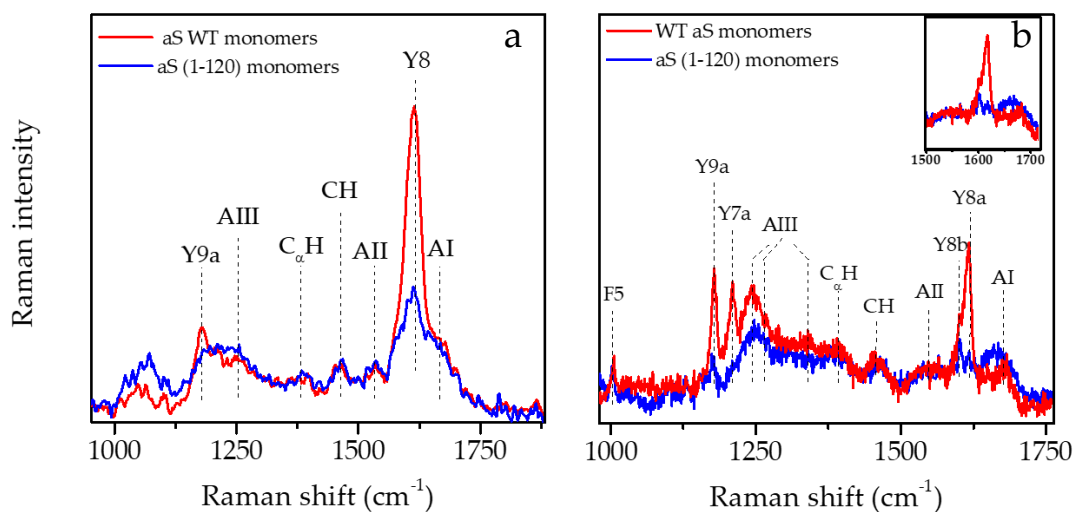 a
aS WT monomers
aS (1-120) monomers
Y8
CH
AIII
CαH
AII
AI
Y9a
Raman intensity
1000 1250 1500 1750
Raman shift (cm⁻¹)
b
WT aS monomers
aS (1-120) monomers
1500 1600 1700
Y9a
Y7a
AIII
CαH
CH
AII
Y8b
Y8a
AI
F5
1000 1250 1500 1750
Raman shift (cm⁻¹)